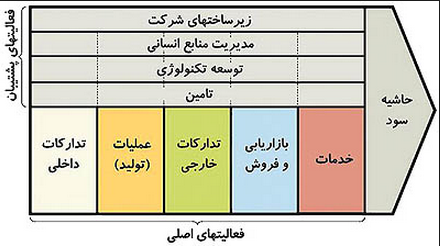 فعالیتهای پشتیبان
زیرساختهای شرکت
مدیریت منابع انسانی
توسعه تکنولوژی
تامین
حاشیه
سود
خدمات
بازاریابی
و فروش
تدارکات
خارجی
عملیات
(تولید)
تدارکات
داخلی
فعالیتهای اصلی